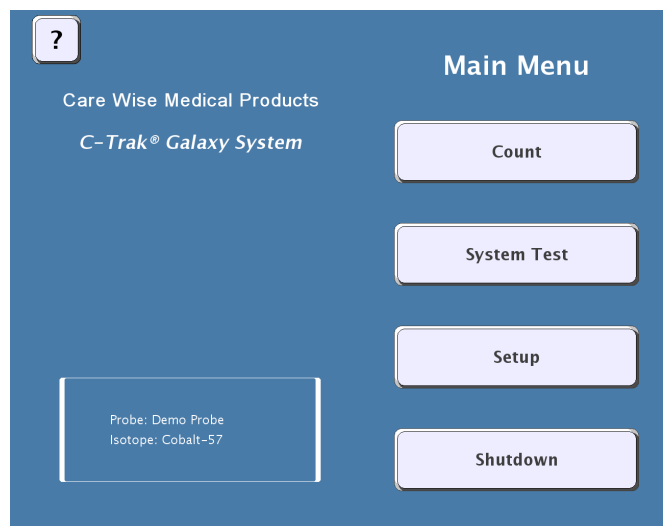 ?
Main Menu
Care Wise Medical Products
C-Trak® Galaxy System
Count
System Test
Setup
Shutdown
Probe: Demo Probe
Isotope: Cobalt-57